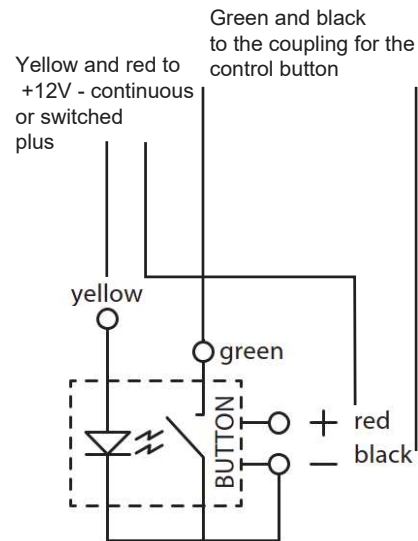 Green and black
to the coupling for the
control button
Yellow and red to
+12V - continuous
or switched
plus
yellow
green
BUTTON
+ red
− black